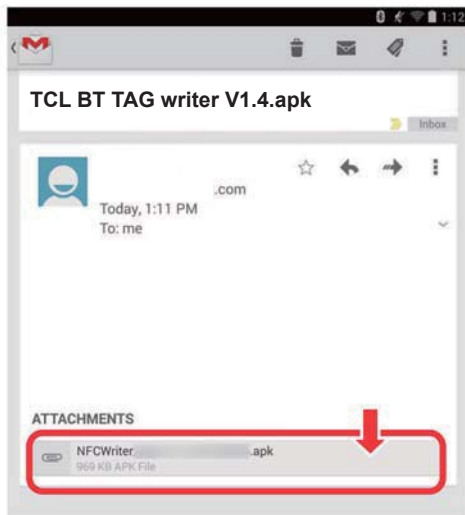 1:12
TCL BT TAG writer V1.4.apk
Inbox
.com
Today, 1:11 PM
To: me
ATTACHMENTS
NFCWriter .apk
969 KB APK File